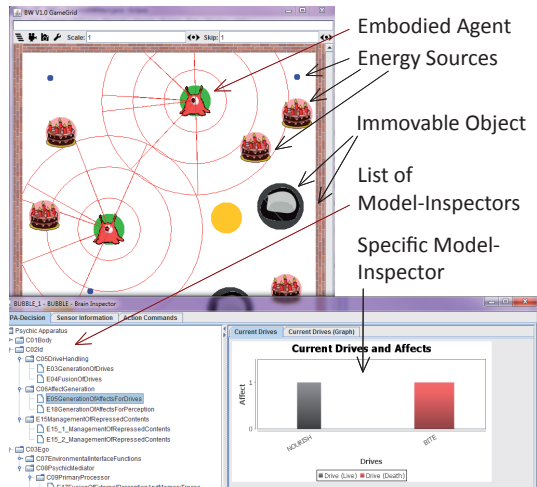 BW V1.0 GameGrid
Scale: 1
Skip: 1
Embodied Agent
Energy Sources
Immovable Object
List of
Model-Inspectors
Specific Model-
Inspector
BUBBLE_1 - BUBBLE - Brain Inspector
PA-Decision
Sensor Information
Action Commands
Psychic Apparatus
C01Body
C02Id
C05DriveHandling
E03GenerationOfDrives
E04FusionOfDrives
C06AffectGeneration
E05GenerationOfAffectsForDrives
E18GenerationOfAffectsForPerception
E15ManagementOfRepressedContents
E15_1_ManagementOfRepressedContents
E15_2_ManagementOfRepressedContents
C03Ego
C07EnvironmentalInterfaceFunctions
C08PsychicMediator
C09PrimaryProcessor
Current Drives
Current Drives (Graph)
Current Drives and Affects
Affect
1
0
NOURISH
BITE
Drives
Drive (Live)
Drive (Death)